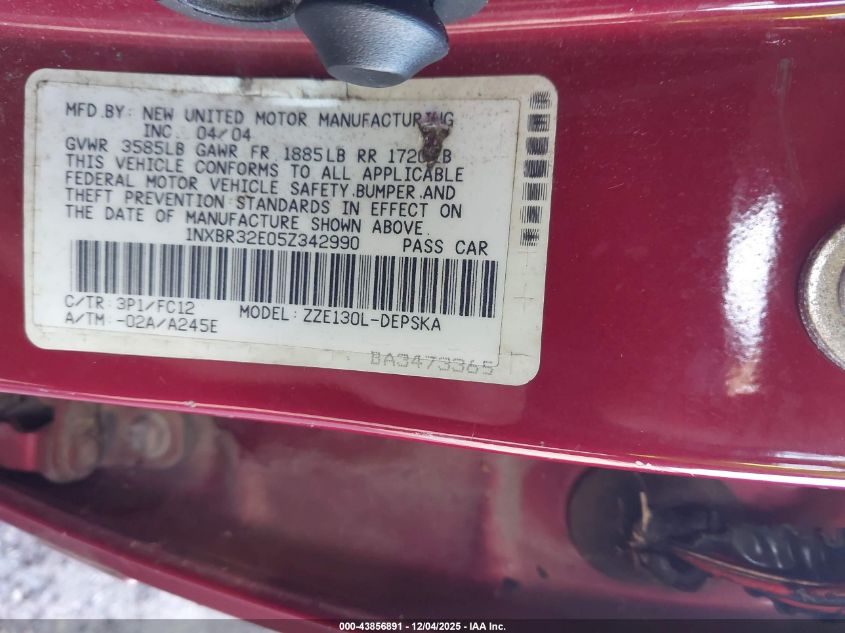 MFD.BY: NEW UNITED MOTOR MANUFACTURING
INC. 04/04
GVWR 3585LB GAWR FR 1885LB RR
THIS VEHICLE CONFORMS TO ALL APPLICABLE
FEDERAL MOTOR VEHICLE SAFETY,BUMPER,AND
THEFT PREVENTION STANDARDS IN EFFECT ON
THE DATE OF MANUFACTURE SHOWN ABOVE.
1NXBR32E05Z342990 PASS CAR
C/TR: 3P1/FC12
A/TM: -02A/A245E MODEL: ZZE130L-DEPSKA
BA3473365
000-43856891 - 12/04/2025 - IAA Inc.